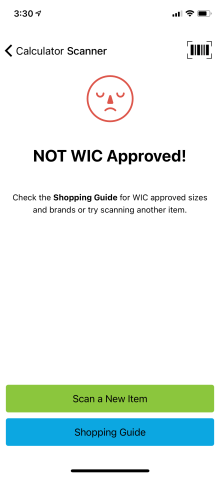 3:30
Calculator Scanner
NOT WIC Approved!
Check the Shopping Guide for WIC approved sizes
and brands or try scanning another item.
Scan a New Item
Shopping Guide